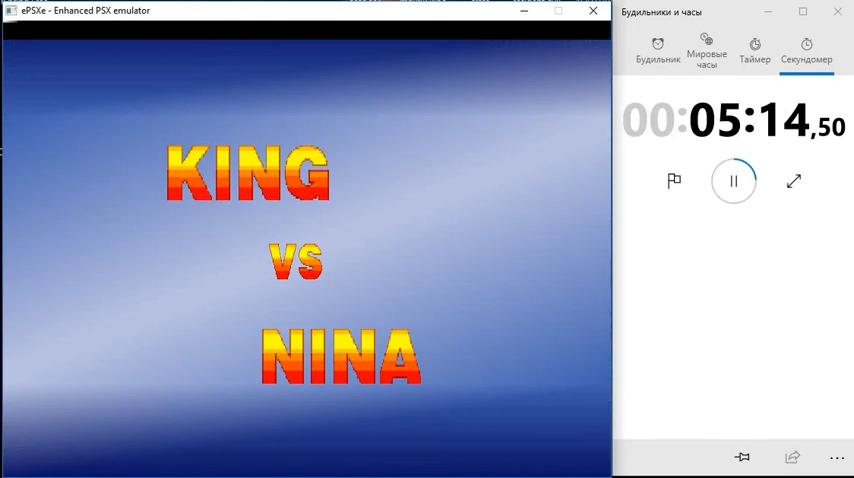 ePSXe - Enhanced PSX emulator
KING
VS
NINA
Будильники и часы
Будильник
Мировые
часы
Таймер
Секундомер
00:05:14,50